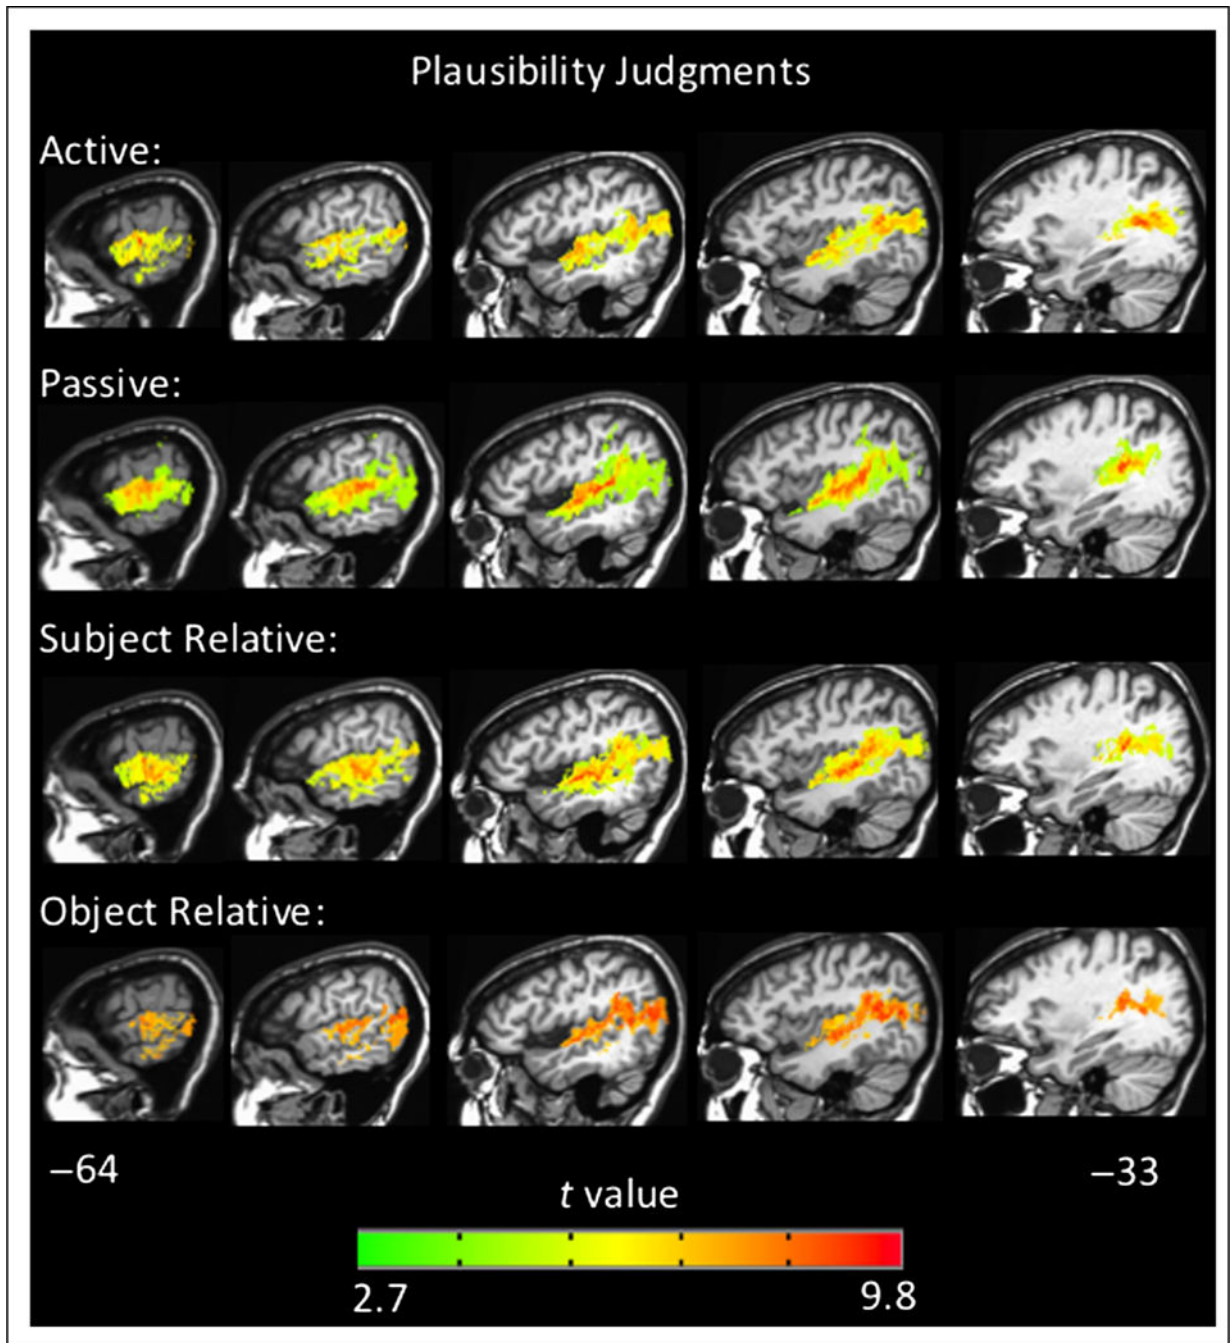 Plausibility Judgments
Active:
Passive:
Subject Relative:
Object Relative:
–64
–33
t value
2.7
9.8